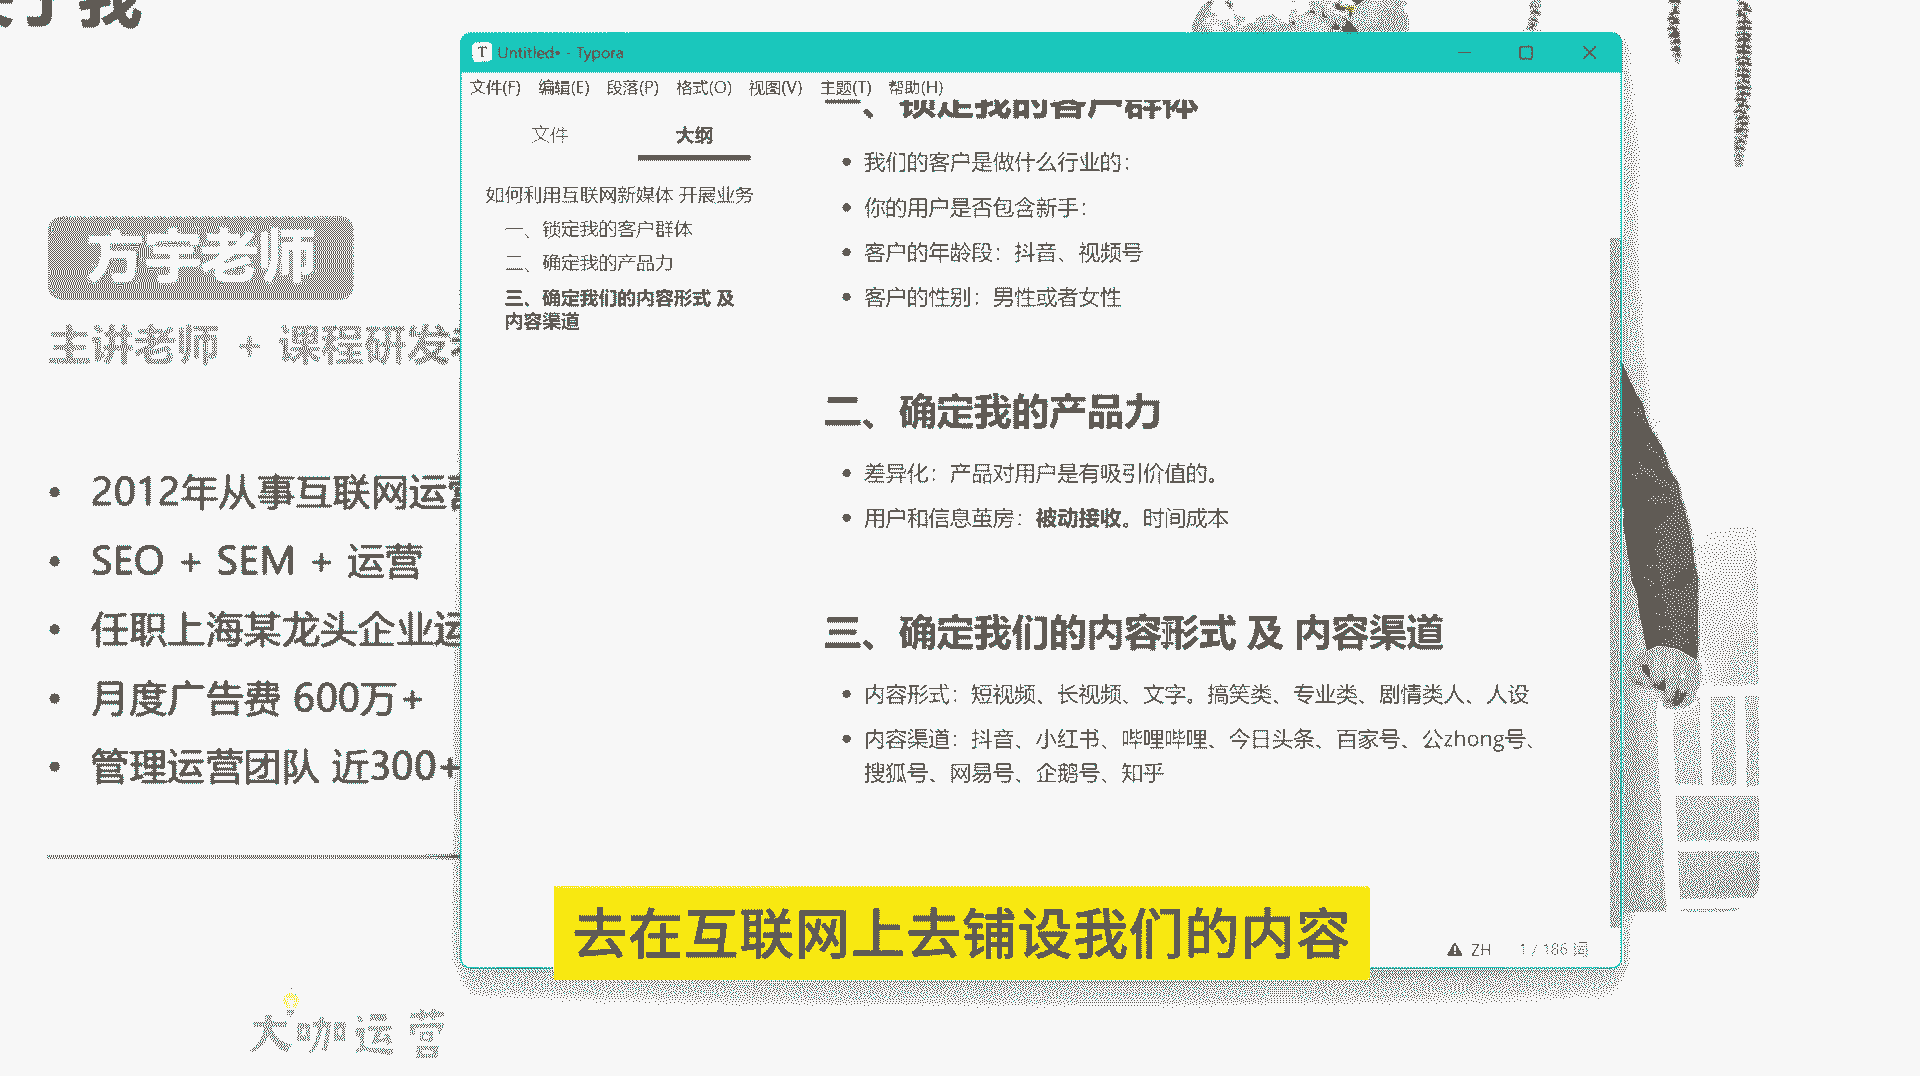 于我
方宇老师
主讲老师 + 课程研发
• 2012年从事互联网运营
• SEO + SEM + 运营
• 任职上海某龙头企业运
• 月度广告费 600万+
• 管理运营团队 近300+
大咖运营
Untitled• - Typora
文件(F) 编辑(E) 段落(P) 格式(O) 视图(V) 主题(T) 帮助(H)
文件 大纲
如何利用互联网新媒体 开展业务
一、锁定我的客户群体
二、确定我的产品力
三、确定我们的内容形式 及
内容渠道
一、锁定我的客户群体
• 我们的客户是做什么行业的：
• 你的用户是否包含新手：
• 客户的年龄段：抖音、视频号
• 客户的性别：男性或者女性
二、确定我的产品力
• 差异化：产品对用户是有吸引价值的。
• 用户和信息茧房：被动接收。时间成本
三、确定我们的内容形式 及 内容渠道
• 内容形式：短视频、长视频、文字。搞笑类、专业类、剧情类人、人设
• 内容渠道：抖音、小红书、哔哩哔哩、今日头条、百家号、公zhong号、
搜狐号、网易号、企鹅号、知乎
去在互联网上去铺设我们的内容
ZH 1 / 186 词